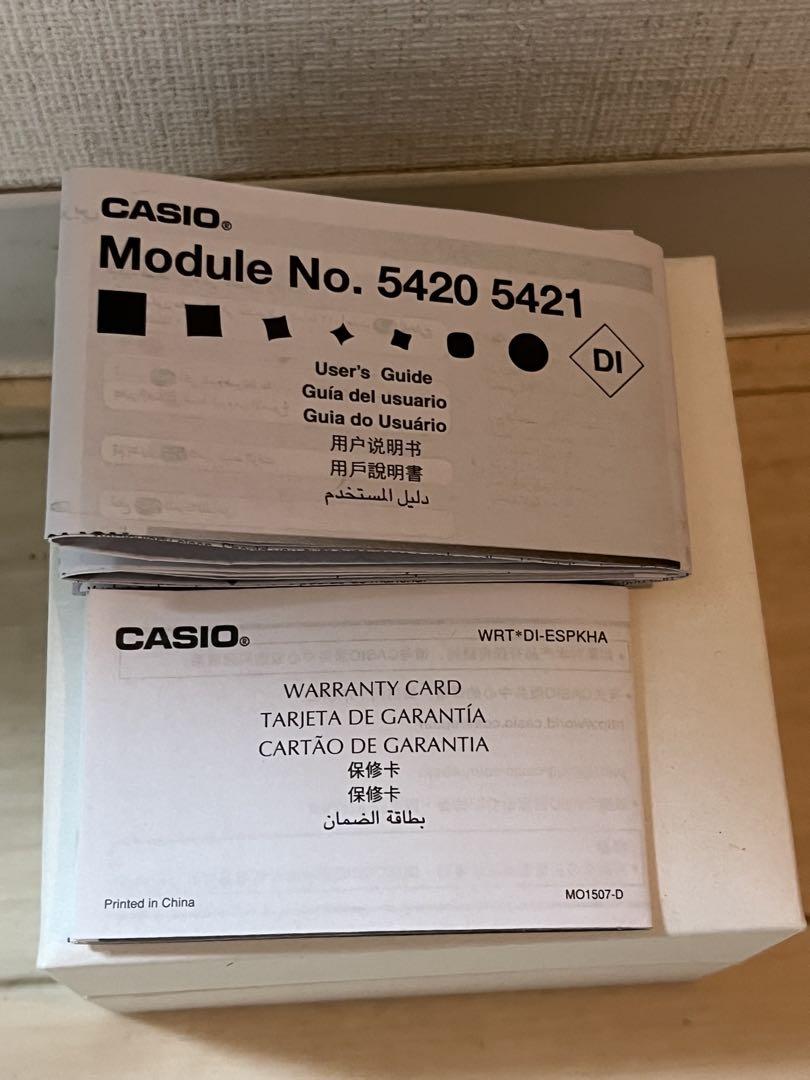 CASIO®
Module No. 5420 5421
DI
User's Guide
Guía del usuario
Guia do Usuário
用户说明书
用戶說明書
دليل المستخدم
CASIO®
WRT*DI-ESPKHA
WARRANTY CARD
TARJETA DE GARANTÍA
CARTÃO DE GARANTIA
保修卡
保修卡
بطاقة الضمان
Printed in China
MO1507-D